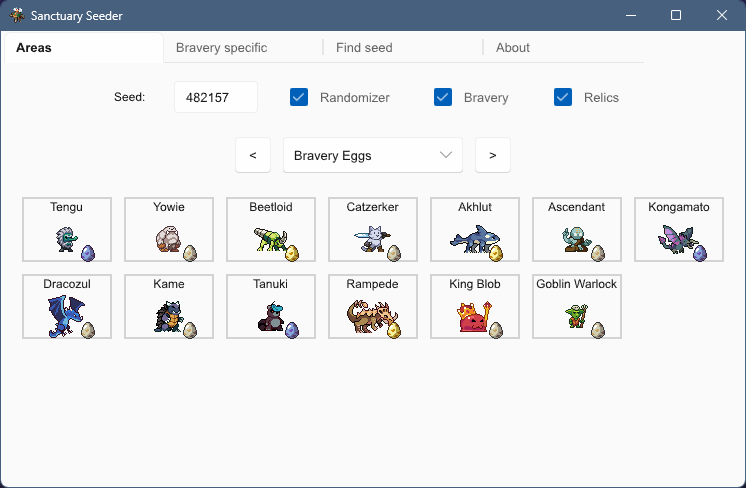 Sanctuary Seeder
Areas
Bravery specific
Find seed
About
Seed:
482157
Randomizer
Bravery
Relics
<
Bravery Eggs
>
Tengu
Yowie
Beetloid
Catzerker
Akhlut
Ascendant
Kongamato
Dracozul
Kame
Tanuki
Rampede
King Blob
Goblin Warlock